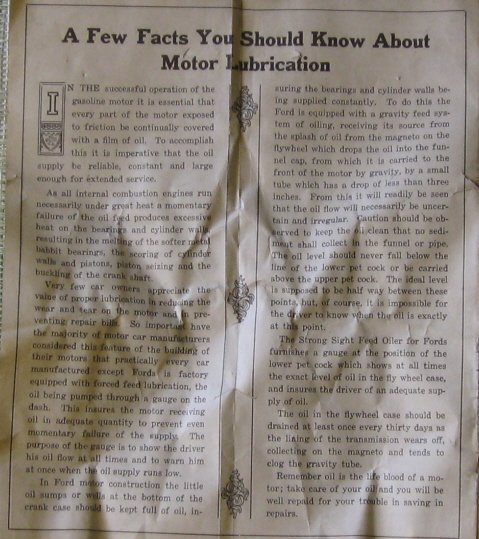 A Few Facts You Should Know About
Motor Lubrication
IN THE successful operation of the
gasoline motor it is essential that
every part of the motor exposed
to friction be continually covered
with a film of oil. To accomplish
this it is imperative that the oil
supply be reliable, constant and large
enough for extended service.
As all internal combustion engines run
necessarily under great heat a momentary
failure of the oil feed produces excessive
heat on the bearings and cylinder walls,
resulting in the melting of the softer metal
babbit bearings, the scoring of cylinder
walls and pistons, piston seizing and the
buckling of the crank shaft.
Very few car owners appreciate the
value of proper lubrication in reducing the
wear and tear on the motor and in pre-
venting repair bills. So important have
the majority of motor car manufacturers
considered this feature of the building of
their motors that practically every car
manufactured except Fords is factory
equipped with forced feed lubrication, the
oil being pumped through a gauge on the
dash. This insures the motor receiving
oil in adequate quantity to prevent even
momentary failure of the supply. The
purpose of the gauge is to show the driver
his oil flow at all times and to warn him
at once when the oil supply runs low.
In Ford motor construction the little
oil sumps or wells at the bottom of the
crank case should be kept full of oil, in-
suring the bearings and cylinder walls be-
ing supplied constantly. To do this the
Ford is equipped with a gravity feed sys-
tem of oiling, receiving its source from
the splash of oil from the magneto on the
flywheel which drops the oil into the fun-
nel cap, from which it is carried to the
front of the motor by gravity, by a small
tube which has a drop of less than three
inches. From this it will readily be seen
that the oil flow will necessarily be uncer-
tain and irregular. Caution should be ob-
served to keep the oil clean that no sedi-
ment shall collect in the funnel or pipe.
The oil level should never fall below the
line of the lower pet cock or be carried
above the upper pet cock. The ideal level
is supposed to be half way between these
points, but, of course, it is impossible for
the driver to know when the oil is exactly
at this point.
The Strong Sight Feed Oiler for Fords
furnishes a gauge at the position of the
lower pet cock which shows at all times
the exact level of oil in the fly wheel case,
and insures the driver of an adequate sup-
ply of oil.
The oil in the flywheel case should be
drained at least once every thirty days as
the lining of the transmission wears off,
collecting on the magneto and tends to
clog the gravity tube.
Remember oil is the life blood of a mo-
tor; take care of your oil and you will be
well repaid for your trouble in saving in
repairs.